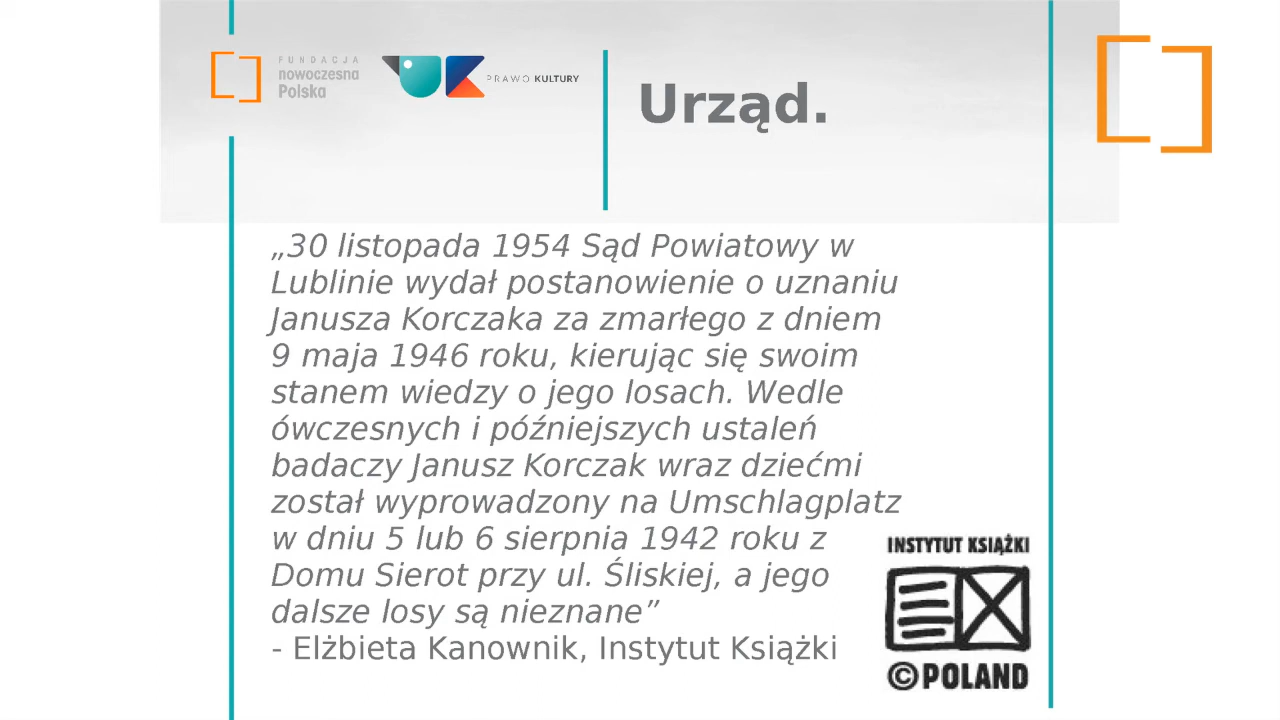 FUNDACJA
nowoczesna
Polska
PRAWO KULTURY
Urząd.
„30 listopada 1954 Sąd Powiatowy w
Lublinie wydał postanowienie o uznaniu
Janusza Korczaka za zmarłego z dniem
9 maja 1946 roku, kierując się swoim
stanem wiedzy o jego losach. Wedle
ówczesnych i późniejszych ustaleń
badaczy Janusz Korczak wraz dziećmi
został wyprowadzony na Umschlagplatz
w dniu 5 lub 6 sierpnia 1942 roku z
Domu Sierot przy ul. Śliskiej, a jego
dalsze losy są nieznane”
- Elżbieta Kanownik, Instytut Książki
INSTYTUT KSIĄŻKI
©POLAND